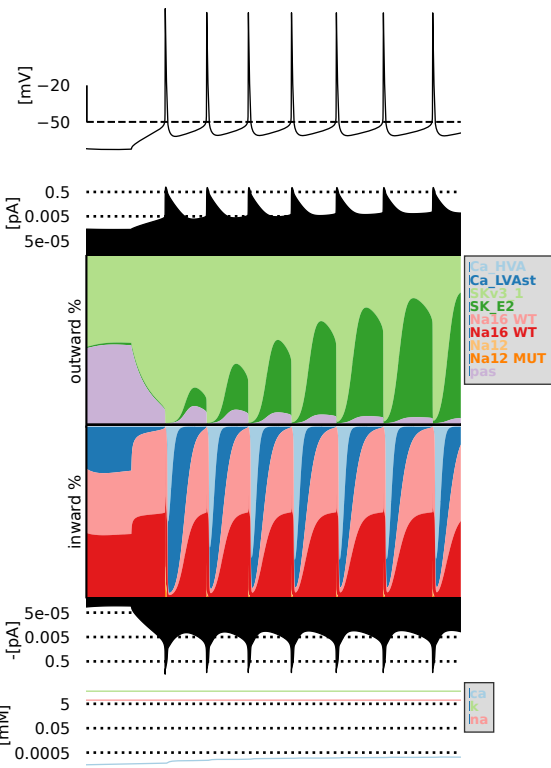 [mV]
−20
−50
[pA]
0.5
0.005
5e-05
outward %
Ca_HVA
Ca_LVAst
SKv3_1
SK_E2
Na16 WT
Na16 WT
Na12
Na12 MUT
pas
inward %
-[pA]
5e-05
0.005
0.5
[mM]
5
0.05
0.0005
ca
k
na